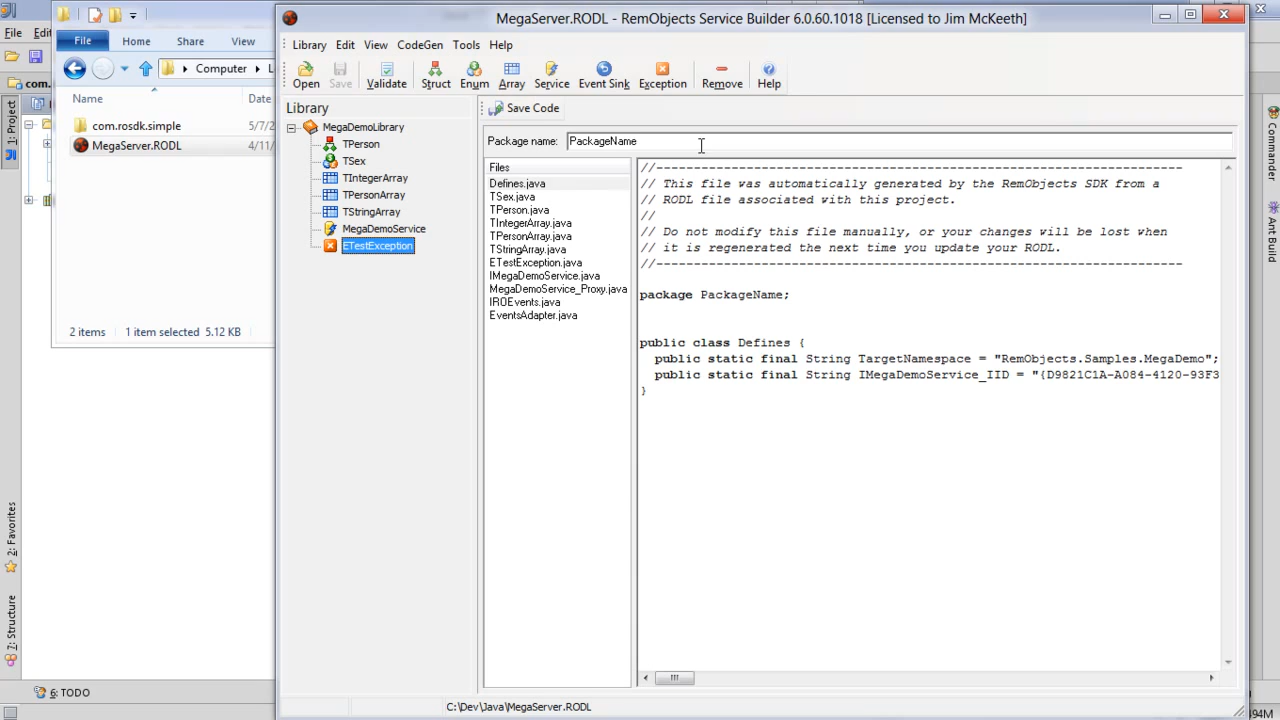 MegaServer.RODL - RemObjects Service Builder 6.0.60.1018 [Licensed to Jim McKeeth]
File Edi
File Home Share View
Library Edit View CodeGen Tools Help
Computer
Open Save Validate Struct Enum Array Service Event Sink Exception Remove Help
com.
Name Date
com.rosdk.simple 5/7/2
MegaServer.RODL 4/11/
2 items 1 item selected 5.12 KB
1: Project
2: Favorites
7: Structure
6: TODO
Library
MegaDemoLibrary
TPerson
TSex
TIntegerArray
TPersonArray
TStringArray
MegaDemoService
ETestException
Save Code
Package name: PackageName
Files
Defines.java
TSex.java
TPerson.java
TIntegerArray.java
TPersonArray.java
TStringArray.java
ETestException.java
IMegaDemoService.java
MegaDemoService_Proxy.java
IROEvents.java
EventsAdapter.java
//----------------------------------------------------------------------
// This file was automatically generated by the RemObjects SDK from a
// RODL file associated with this project.
//
// Do not modify this file manually, or your changes will be lost when
// it is regenerated the next time you update your RODL.
//----------------------------------------------------------------------
package PackageName;
public class Defines {
public static final String TargetNamespace = "RemObjects.Samples.MegaDemo";
public static final String IMegaDemoService_IID = "{D9821C1A-A084-4120-93F3
}
C:\Dev\Java\MegaServer.RODL
Commander
Ant Build
494M